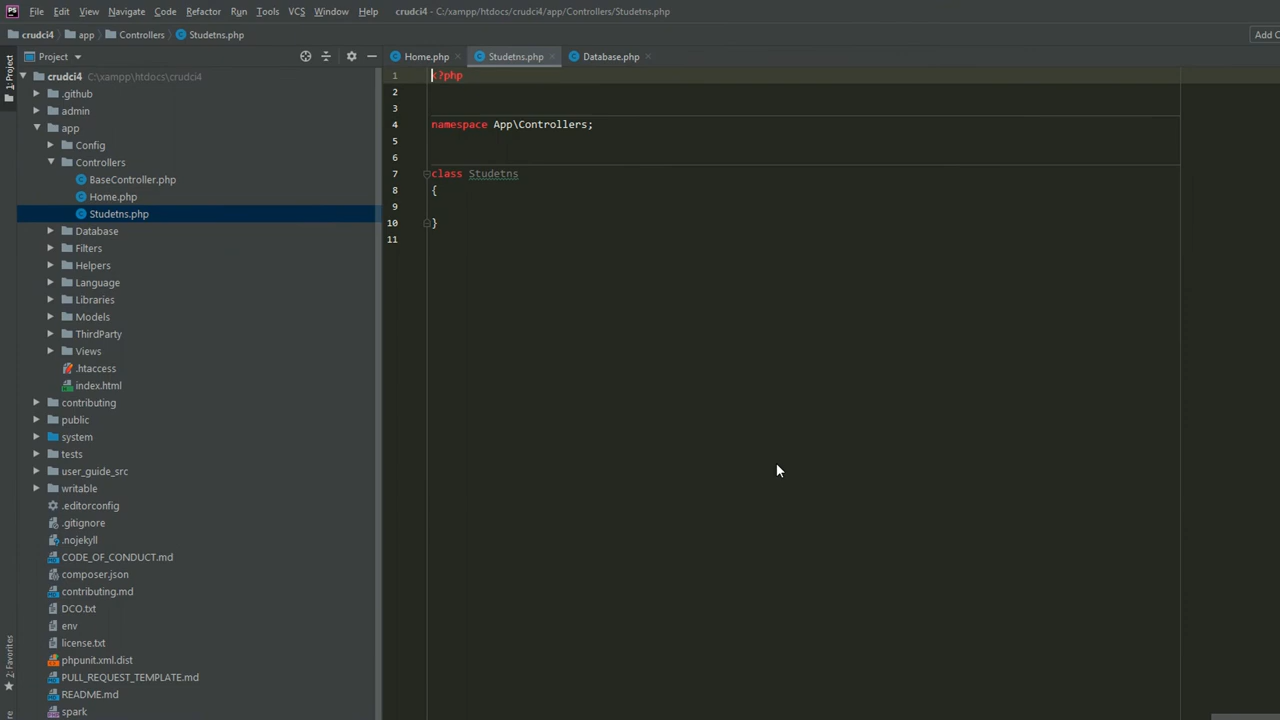 PS File Edit View Navigate Code Refactor Run Tools VCS Window Help crudci4 - C:\xampp\htdocs\crudci4\app\Controllers\Studetns.php
crudci4 app Controllers Studetns.php Add C
Project Home.php Studetns.php Database.php
1: Project
crudci4 C:\xampp\htdocs\crudci4
.github
admin
app
Config
Controllers
BaseController.php
Home.php
Studetns.php
Database
Filters
Helpers
Language
Libraries
Models
ThirdParty
Views
.htaccess
index.html
contributing
public
system
tests
user_guide_src
writable
.editorconfig
.gitignore
.nojekyll
CODE_OF_CONDUCT.md
composer.json
contributing.md
DCO.txt
env
license.txt
phpunit.xml.dist
PULL_REQUEST_TEMPLATE.md
README.md
spark
2: Favorites
1 <?php
2
3
4 namespace App\Controllers;
5
6
7 class Studetns
8 {
9
10 }
11